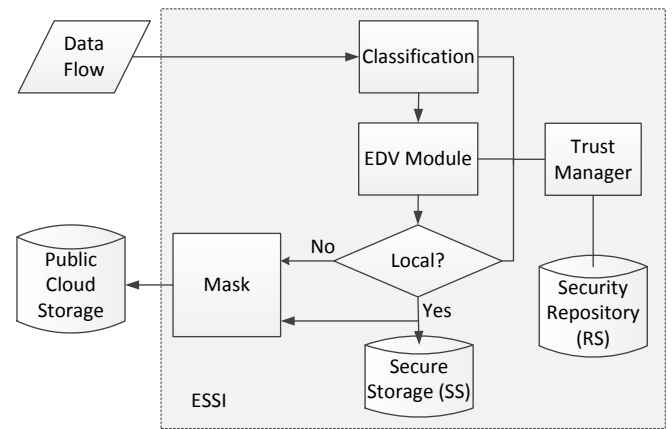 Data
Flow
Classification
EDV Module
Trust
Manager
No
Local?
Public
Cloud
Storage
Mask
Yes
Security
Repository
(RS)
Secure
Storage (SS)
ESSI